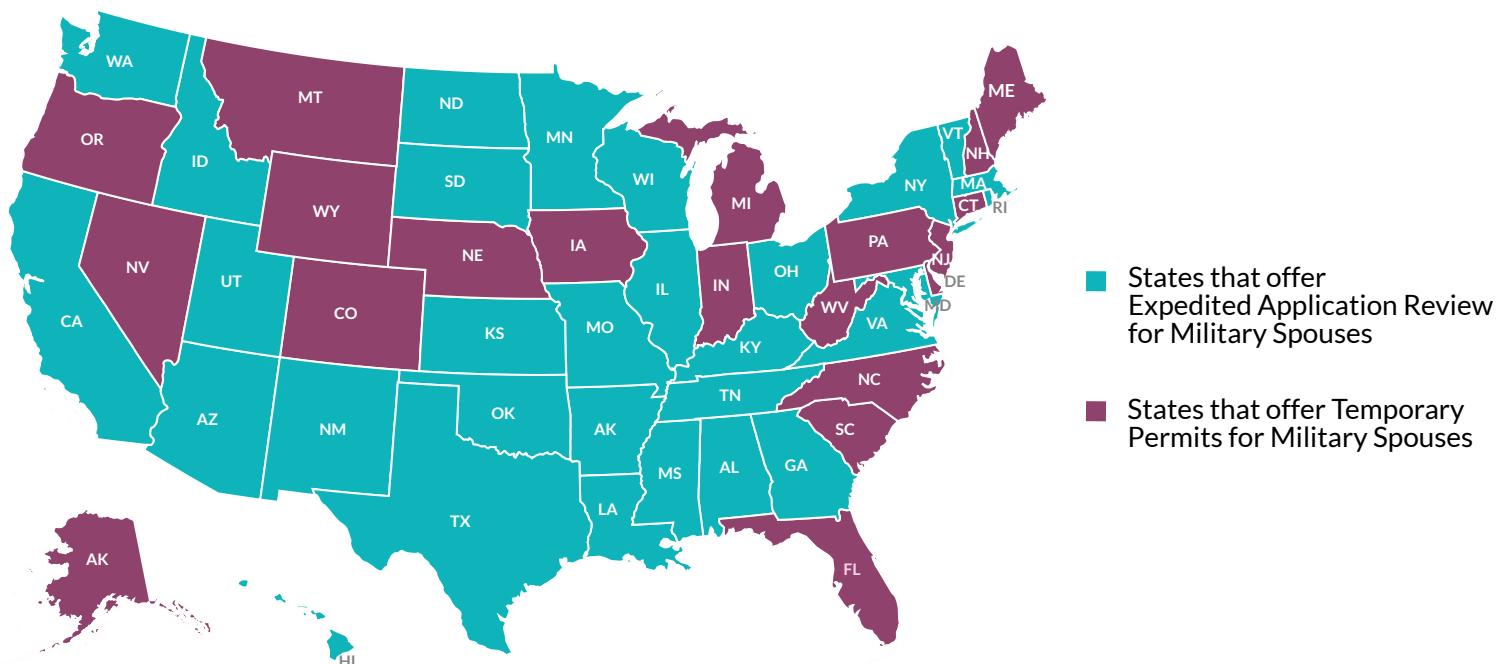 WA
MT
ND
MN
OR
ID
SD
WI
WY
MI
ME
VT
NH
NY
MA
CT
RI
NV
UT
NE
IA
PA
NJ
CA
CO
IL
IN
OH
DE
MD
WV
VA
KS
MO
KY
AZ
NM
OK
AK
TN
NC
SC
TX
LA
MS
AL
GA
AK
FL
HI
States that offer
Expedited Application Review
for Military Spouses
States that offer Temporary
Permits for Military Spouses